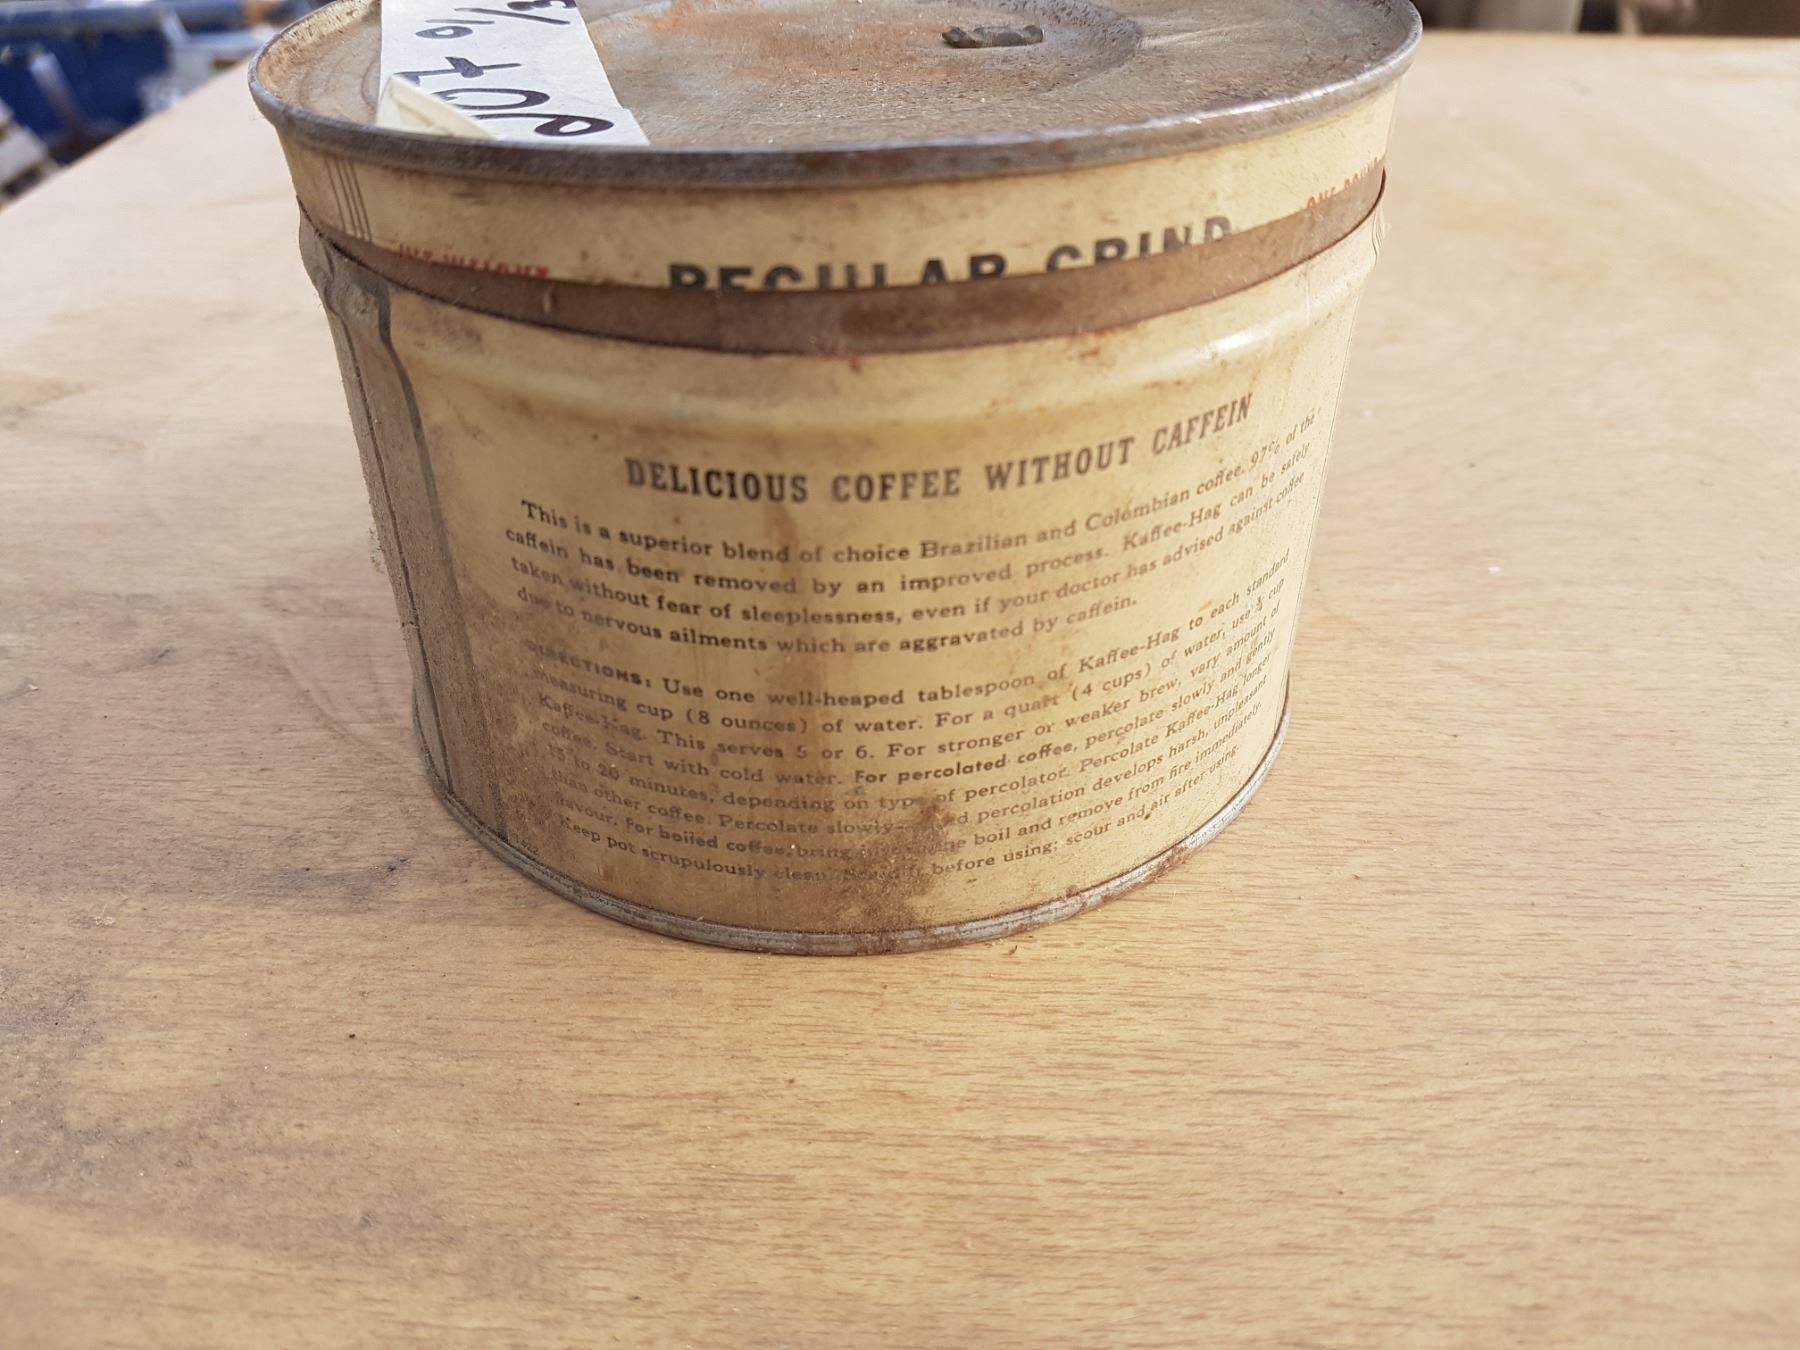 REGULAR GRIND
DELICIOUS COFFEE WITHOUT CAFFEIN
This is a superior blend of choice Brazilian and Colombian coffee. 97% of the
caffein has been removed by an improved process. Kaffee-Hag can be safely
taken without fear of sleeplessness, even if your doctor has advised against coffee
due to nervous ailments which are aggravated by caffein.
DIRECTIONS: Use one well-heaped tablespoon of Kaffee-Hag to each standard
measuring cup (8 ounces) of water. For a quart (4 cups) of water, use cup
Kaffee-Hag. This serves 5 or 6. For stronger or weaker brew, vary amount of
coffee. Start with cold water. For percolated coffee, percolate slowly and gently
15 to 20 minutes, depending on type of percolator. Percolate Kaffee-Hag longer
than other coffee. Percolate slowly percolation develops harsh, unpleasant
flavour. For boiled coffee, bring boil and remove from fire immediately.
Keep pot scrupulously clean. before using; scour and air after using.